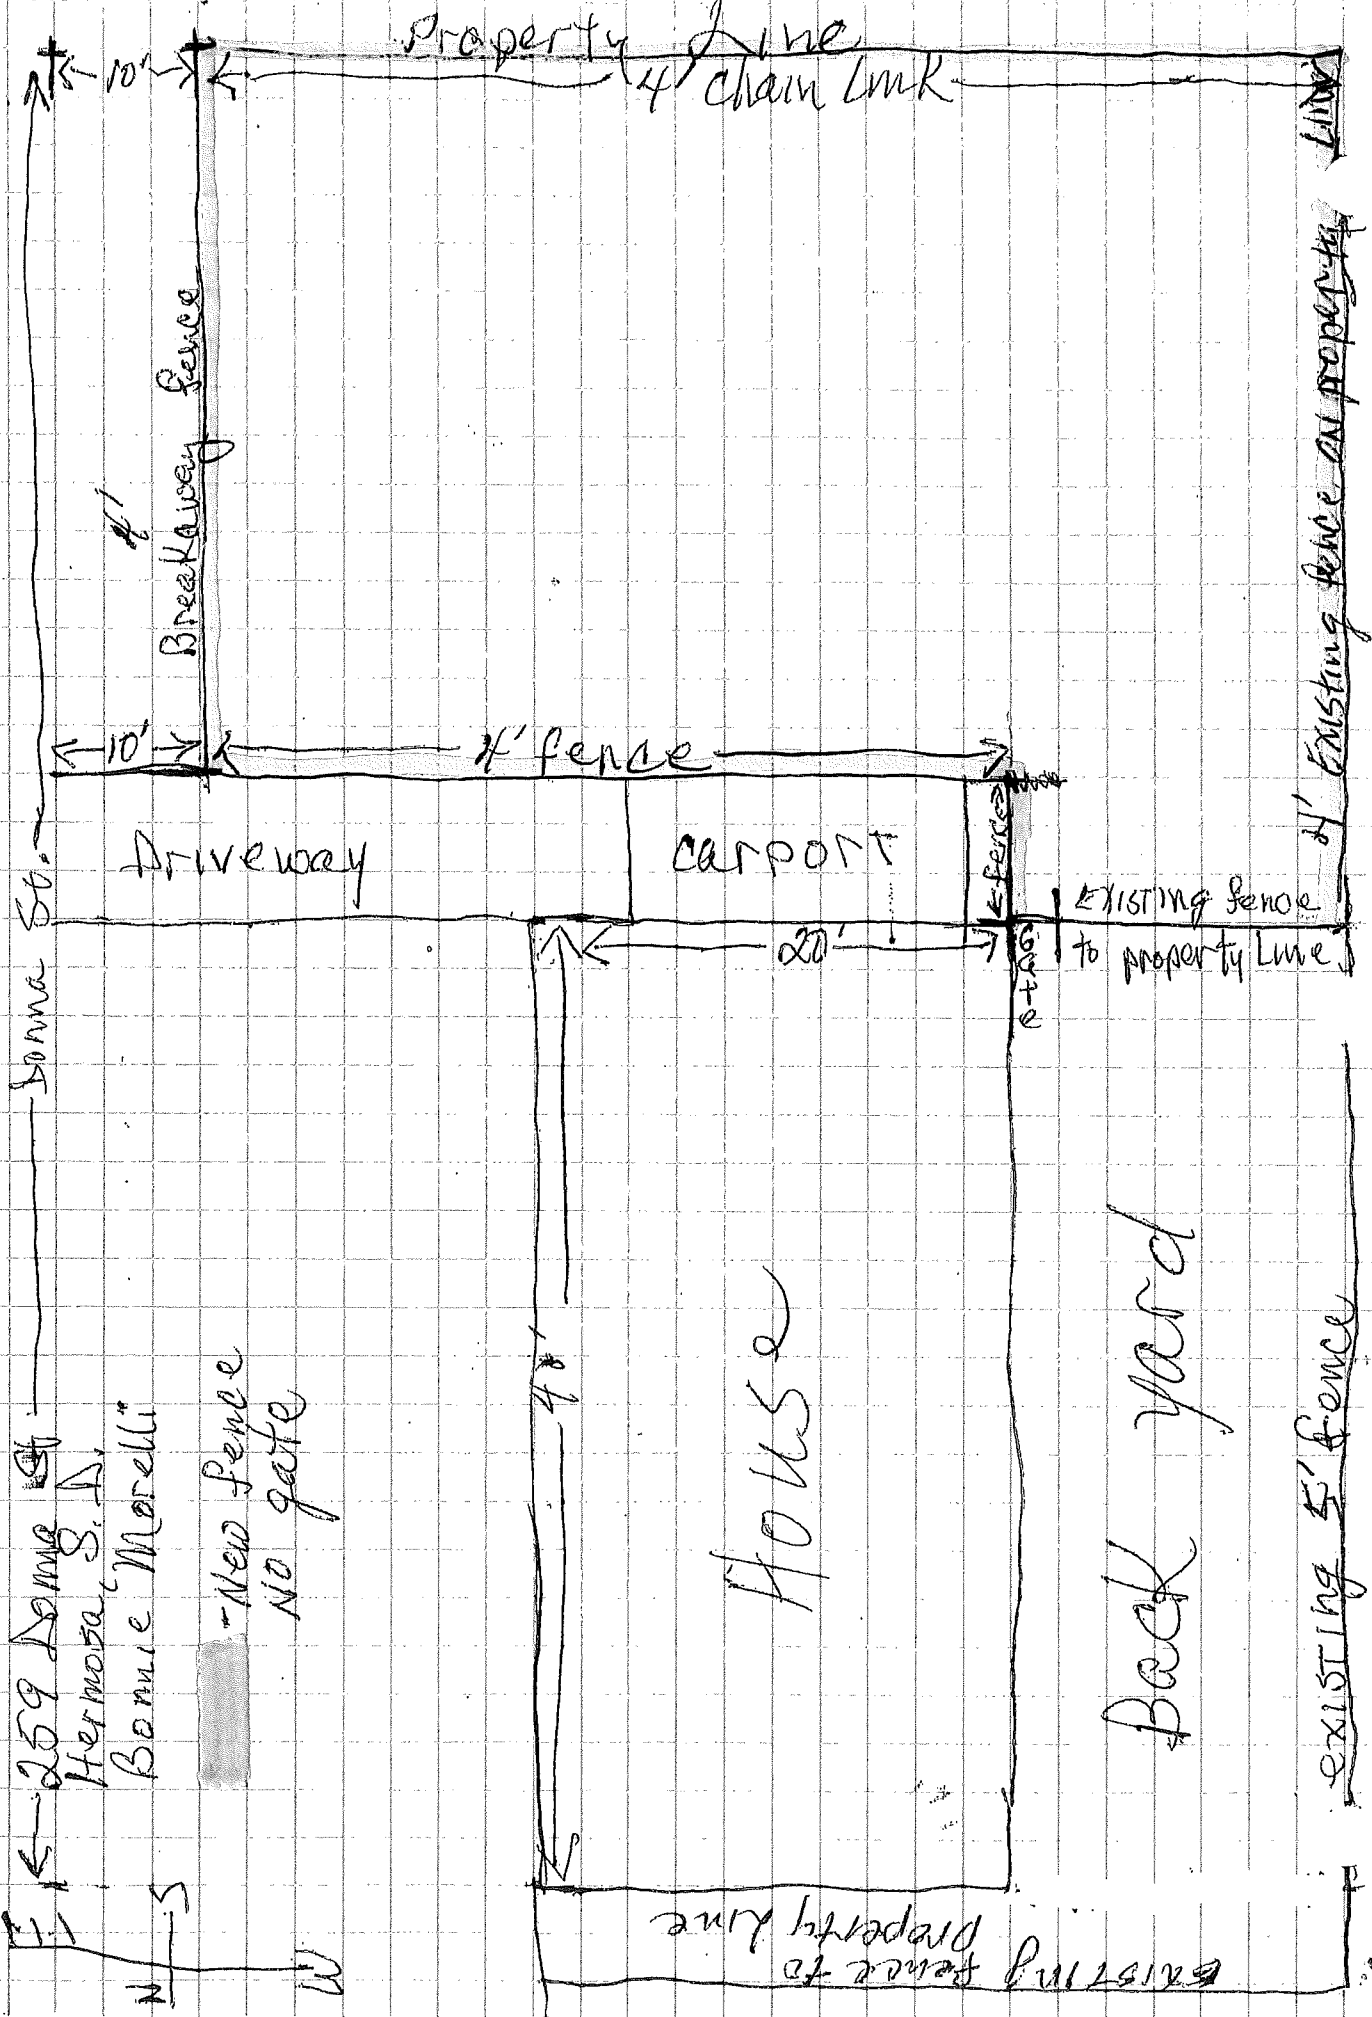 Property Line
10'
4' chain link
LINE
Breakaway fence
4'
4' Existing fence on property
10'
4' fence
Driveway
carport
fence
Existing fence
to property Line
20'
Gate
Donna St.
House
4'
Back yard
existing 5' fence
259 Donna St
Hermosa, S.D.
Bonnie Morelli
- New fence
No gate
E
N
S
W
Existing fence to
property Line